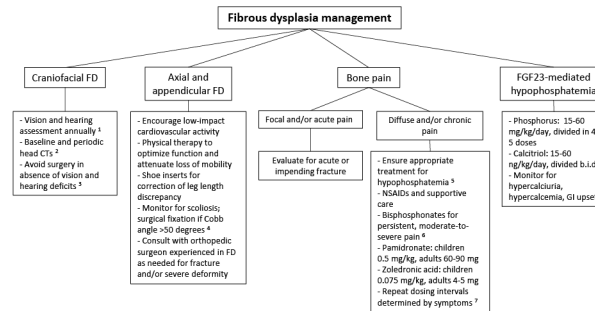 Fibrous dysplasia management
Craniofacial FD
- Vision and hearing
assessment annually 1
- Baseline and periodic
head CTs 2
- Avoid surgery in
absence of vision and
hearing deficits 3
Axial and
appendicular FD
- Encourage low-impact
cardiovascular activity
- Physical therapy to
optimize function and
attenuate loss of mobility
- Shoe inserts for
correction of leg length
discrepancy
- Monitor for scoliosis;
surgical fixation if Cobb
angle >50 degrees 4
- Consult with orthopedic
surgeon experienced in FD
as needed for fracture
and/or severe deformity
Bone pain
Focal and/or acute pain
Evaluate for acute or
impending fracture
Diffuse and/or chronic
pain
- Ensure appropriate
treatment for
hypophosphatemia 5
- NSAIDs and supportive
care
- Bisphosphonates for
persistent, moderate-to-
severe pain 6
- Pamidronate: children
0.5 mg/kg, adults 60-90 mg
- Zoledronic acid: children
0.075 mg/kg, adults 4-5 mg
- Repeat dosing intervals
determined by symptoms 7
FGF23-mediated
hypophosphatemia
- Phosphorus: 15-60
mg/kg/day, divided in 4-
5 doses
- Calcitriol: 15-60
ng/kg/day, divided b.i.d
- Monitor for
hypercalciuria,
hypercalcemia, GI upset